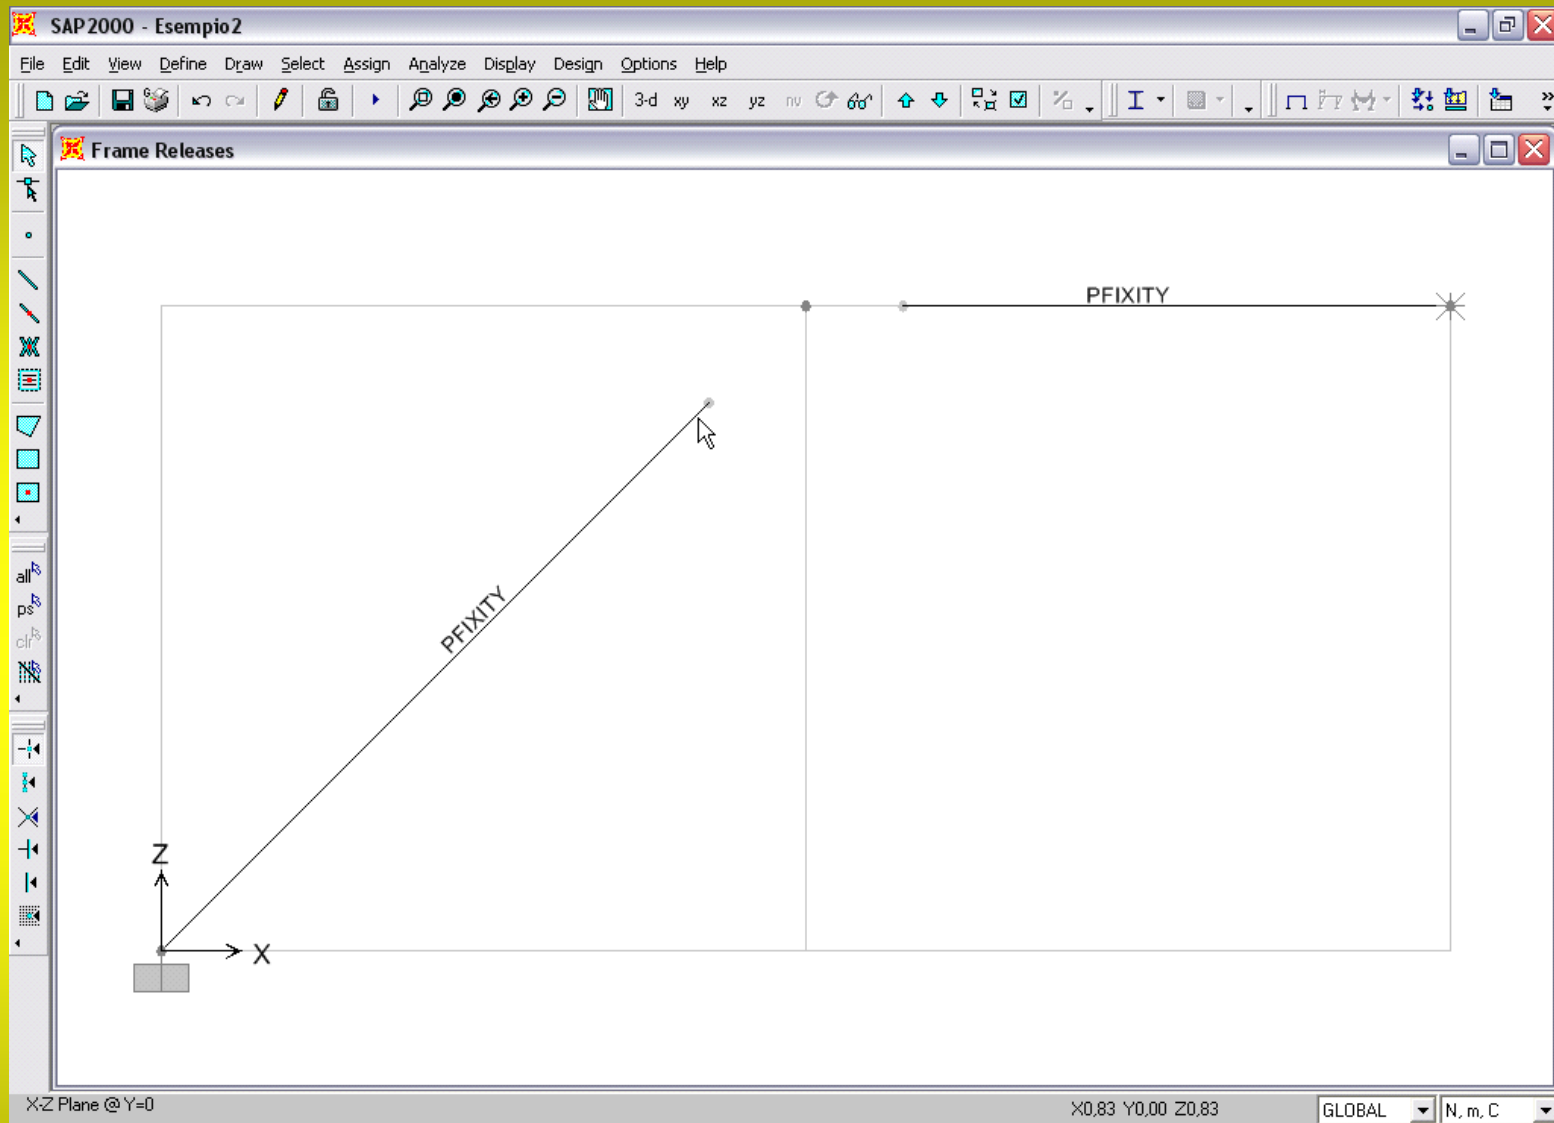 SAP2000 - Esempio2
File Edit View Define Draw Select Assign Analyze Display Design Options Help
3-d xy xz yz nv
Frame Releases
PFIXITY
PFIXITY
all
ps
clr
Z
X
X-Z Plane @ Y=0 X0,83 Y0,00 Z0,83 GLOBAL N, m, C